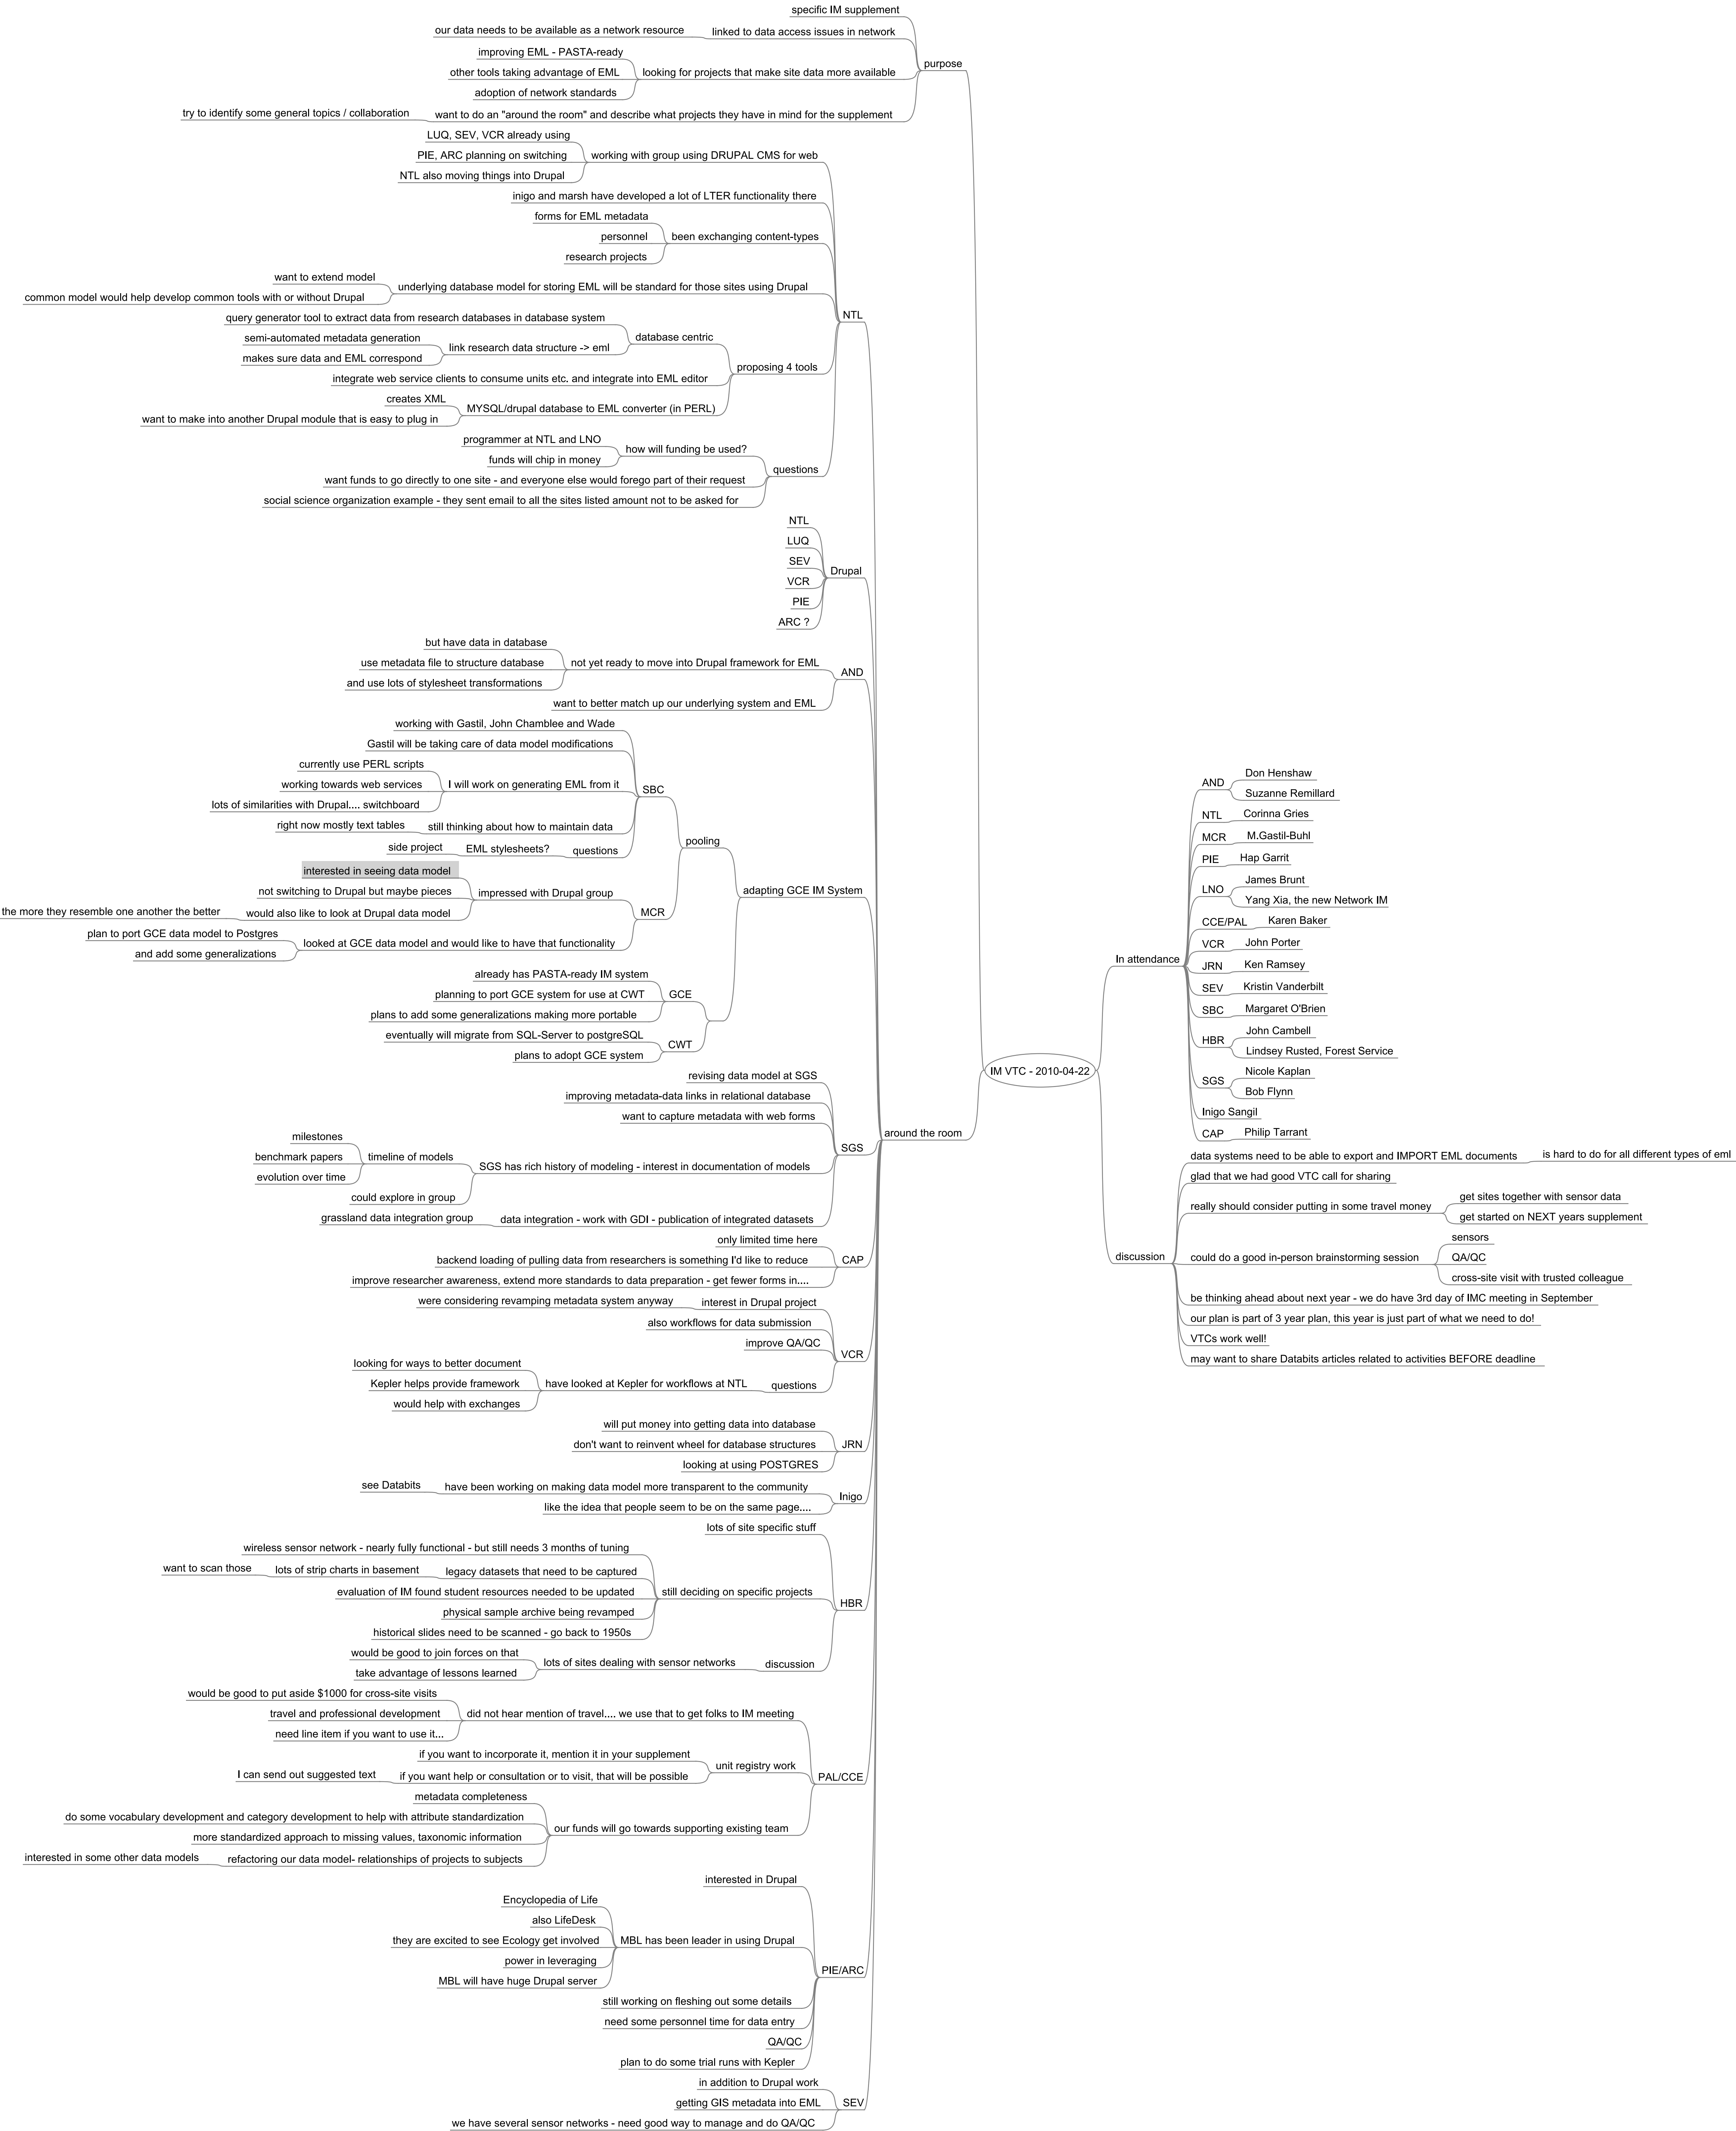 IM VTC - 2010-04-22
purpose
specific IM supplement
linked to data access issues in network
our data needs to be available as a network resource
looking for projects that make site data more available
improving EML - PASTA-ready
other tools taking advantage of EML
adoption of network standards
want to do an "around the room" and describe what projects they have in mind for the supplement
try to identify some general topics / collaboration
around the room
NTL
working with group using DRUPAL CMS for web
LUQ, SEV, VCR already using
PIE, ARC planning on switching
NTL also moving things into Drupal
inigo and marsh have developed a lot of LTER functionality there
been exchanging content-types
forms for EML metadata
personnel
research projects
underlying database model for storing EML will be standard for those sites using Drupal
want to extend model
common model would help develop common tools with or without Drupal
proposing 4 tools
database centric
query generator tool to extract data from research databases in database system
link research data structure -> eml
semi-automated metadata generation
makes sure data and EML correspond
integrate web service clients to consume units etc. and integrate into EML editor
MYSQL/drupal database to EML converter (in PERL)
creates XML
want to make into another Drupal module that is easy to plug in
questions
how will funding be used?
programmer at NTL and LNO
funds will chip in money
want funds to go directly to one site - and everyone else would forego part of their request
social science organization example - they sent email to all the sites listed amount not to be asked for
Drupal
NTL
LUQ
SEV
VCR
PIE
ARC ?
AND
not yet ready to move into Drupal framework for EML
but have data in database
use metadata file to structure database
and use lots of stylesheet transformations
want to better match up our underlying system and EML
adapting GCE IM System
pooling
SBC
working with Gastil, John Chamblee and Wade
Gastil will be taking care of data model modifications
I will work on generating EML from it
currently use PERL scripts
working towards web services
lots of similarities with Drupal.... switchboard
still thinking about how to maintain data
right now mostly text tables
questions
EML stylesheets?
side project
MCR
impressed with Drupal group
interested in seeing data model
not switching to Drupal but maybe pieces
would also like to look at Drupal data model
the more they resemble one another the better
looked at GCE data model and would like to have that functionality
plan to port GCE data model to Postgres
and add some generalizations
GCE
already has PASTA-ready IM system
planning to port GCE system for use at CWT
plans to add some generalizations making more portable
CWT
eventually will migrate from SQL-Server to postgreSQL
plans to adopt GCE system
SGS
revising data model at SGS
improving metadata-data links in relational database
want to capture metadata with web forms
SGS has rich history of modeling - interest in documentation of models
timeline of models
milestones
benchmark papers
evolution over time
could explore in group
data integration - work with GDI - publication of integrated datasets
grassland data integration group
CAP
only limited time here
backend loading of pulling data from researchers is something I'd like to reduce
improve researcher awareness, extend more standards to data preparation - get fewer forms in....
VCR
interest in Drupal project
were considering revamping metadata system anyway
also workflows for data submission
improve QA/QC
questions
have looked at Kepler for workflows at NTL
looking for ways to better document
Kepler helps provide framework
would help with exchanges
JRN
will put money into getting data into database
don't want to reinvent wheel for database structures
looking at using POSTGRES
Inigo
have been working on making data model more transparent to the community
see Databits
like the idea that people seem to be on the same page....
HBR
lots of site specific stuff
still deciding on specific projects
wireless sensor network - nearly fully functional - but still needs 3 months of tuning
legacy datasets that need to be captured
lots of strip charts in basement
want to scan those
evaluation of IM found student resources needed to be updated
physical sample archive being revamped
historical slides need to be scanned - go back to 1950s
discussion
lots of sites dealing with sensor networks
would be good to join forces on that
take advantage of lessons learned
PAL/CCE
did not hear mention of travel.... we use that to get folks to IM meeting
would be good to put aside $1000 for cross-site visits
travel and professional development
need line item if you want to use it...
unit registry work
if you want to incorporate it, mention it in your supplement
if you want help or consultation or to visit, that will be possible
I can send out suggested text
our funds will go towards supporting existing team
metadata completeness
do some vocabulary development and category development to help with attribute standardization
more standardized approach to missing values, taxonomic information
refactoring our data model- relationships of projects to subjects
interested in some other data models
PIE/ARC
interested in Drupal
MBL has been leader in using Drupal
Encyclopedia of Life
also LifeDesk
they are excited to see Ecology get involved
power in leveraging
MBL will have huge Drupal server
still working on fleshing out some details
need some personnel time for data entry
QA/QC
plan to do some trial runs with Kepler
SEV
in addition to Drupal work
getting GIS metadata into EML
we have several sensor networks - need good way to manage and do QA/QC
In attendance
AND
Don Henshaw
Suzanne Remillard
NTL
Corinna Gries
MCR
M.Gastil-Buhl
PIE
Hap Garrit
LNO
James Brunt
Yang Xia, the new Network IM
CCE/PAL
Karen Baker
VCR
John Porter
JRN
Ken Ramsey
SEV
Kristin Vanderbilt
SBC
Margaret O'Brien
HBR
John Cambell
Lindsey Rusted, Forest Service
SGS
Nicole Kaplan
Bob Flynn
Inigo Sangil
CAP
Philip Tarrant
discussion
data systems need to be able to export and IMPORT EML documents
is hard to do for all different types of eml
glad that we had good VTC call for sharing
really should consider putting in some travel money
get sites together with sensor data
get started on NEXT years supplement
could do a good in-person brainstorming session
sensors
QA/QC
cross-site visit with trusted colleague
be thinking ahead about next year - we do have 3rd day of IMC meeting in September
our plan is part of 3 year plan, this year is just part of what we need to do!
VTCs work well!
may want to share Databits articles related to activities BEFORE deadline